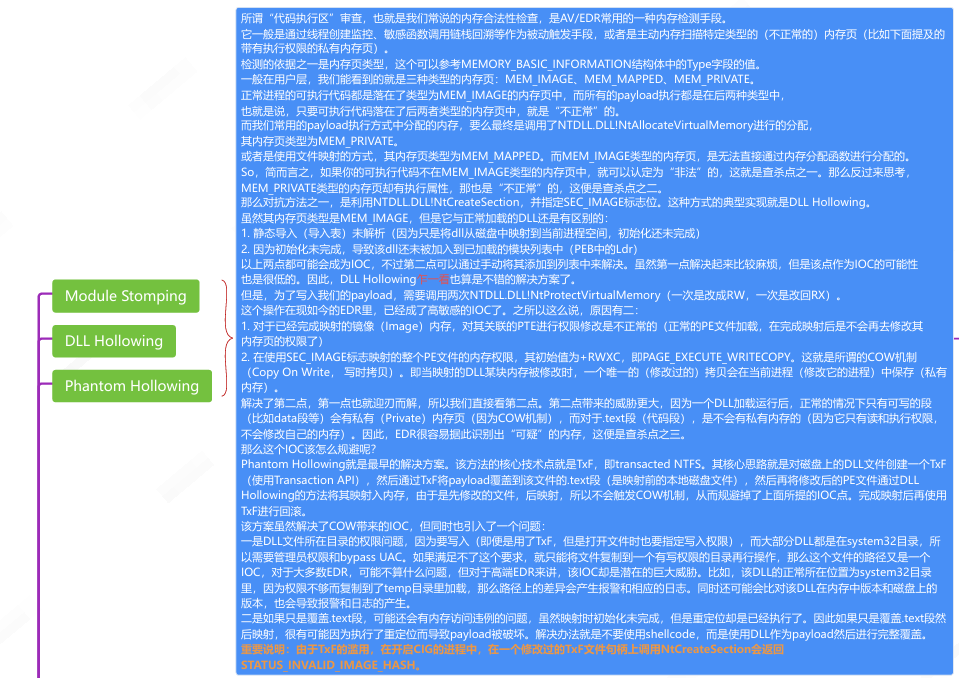 所谓“代码执行区”审查，也就是我们常说的内存合法性检查，是AV/EDR常用的一种内存检测手段。
它一般是通过线程创建监控、敏感函数调用链栈回溯等作为被动触发手段，或者是主动内存扫描特定类型的（不正常的）内存页（比如下面提及的
带有执行权限的私有内存页）。
检测的依据之一是内存页类型，这个可以参考MEMORY_BASIC_INFORMATION结构体中的Type字段的值。
一般在用户层，我们能看到的就是三种类型的内存页：MEM_IMAGE、MEM_MAPPED、MEM_PRIVATE。
正常进程的可执行代码都是落在了类型为MEM_IMAGE的内存页中，而所有的payload执行都是在后两种类型中，
也就是说，只要可执行代码落在了后两者类型的内存页中，就是“不正常”的。
而我们常用的payload执行方式中分配的内存，要么最终是调用了NTDLL.DLL!NtAllocateVirtualMemory进行的分配，
其内存页类型为MEM_PRIVATE。
或者是使用文件映射的方式，其内存页类型为MEM_MAPPED。而MEM_IMAGE类型的内存页，是无法直接通过内存分配函数进行分配的。
So，简而言之，如果你的可执行代码不在MEM_IMAGE类型的内存页中，就可以认定为“非法”的，这就是查杀点之一。那么反过来思考，
MEM_PRIVATE类型的内存页却有执行属性，那也是“不正常”的，这便是查杀点之二。
那么对抗方法之一，是利用NTDLL.DLL!NtCreateSection，并指定SEC_IMAGE标志位。这种方式的典型实现就是DLL Hollowing。
虽然其内存页类型是MEM_IMAGE，但是它与正常加载的DLL还是有区别的：
1. 静态导入（导入表）未解析（因为只是将dll从磁盘中映射到当前进程空间，初始化还未完成）
2. 因为初始化未完成，导致该dll还未被加入到已加载的模块列表中（PEB中的Ldr）
以上两点都可能会成为IOC，不过第二点可以通过手动将其添加到列表中来解决。虽然第一点解决起来比较麻烦，但是该点作为IOC的可能性
也是很低的。因此，DLL Hollowing 也算是不错的解决方案了。
但是，为了写入我们的payload，需要调用两次NTDLL.DLL!NtProtectVirtualMemory（一次是改成RW，一次是改回RX）。
这个操作在现如今的EDR里，已经成了高敏感的IOC了。之所以这么说，原因有二：
1. 对于已经完成映射的镜像（Image）内存，对其关联的PTE进行权限修改是不正常的（正常的PE文件加载，在完成映射后是不会再去修改其
内存页的权限了）
2. 在使用SEC_IMAGE标志映射的整个PE文件的内存权限，其初始值为+RWXC，即PAGE_EXECUTE_WRITECOPY。这就是所谓的COW机制
（Copy On Write， 写时拷贝）。即当映射的DLL某块内存被修改时，一个唯一的（修改过的）拷贝会在当前进程（修改它的进程）中保存（私有
内存）。
解决了第二点，第一点也就迎刃而解，所以我们直接看第二点。第二点带来的威胁更大，因为一个DLL加载运行后，正常的情况下只有可写的段
（比如data段等）会有私有（Private）内存页（因为COW机制），而对于.text段（代码段），是不会有私有内存的（因为它只有读和执行权限，
不会修改自己的内存）。因此，EDR很容易据此识别出“可疑”的内存，这便是查杀点之三。
那么这个IOC该怎么规避呢?
Phantom Hollowing就是最早的解决方案。该方法的核心技术点就是TxF，即transacted NTFS。其核心思路就是对磁盘上的DLL文件创建一个TxF
（使用Transaction API），然后通过TxF将payload覆盖到该文件的.text段（是映射前的本地磁盘文件），然后再将修改后的PE文件通过DLL
Hollowing的方法将其映射入内存，由于是先修改的文件，后映射，所以不会触发COW机制，从而规避掉了上面所提的IOC点。完成映射后再使用
TxF进行回滚。
该方案虽然解决了COW带来的IOC，但同时也引入了一个问题：
一是DLL文件所在目录的权限问题，因为要写入（即便是用了TxF，但是打开文件时也要指定写入权限），而大部分DLL都是在system32目录，所
以需要管理员权限和bypass UAC。如果满足不了这个要求，就只能将文件复制到一个有写权限的目录再行操作，那么这个文件的路径又是一个
IOC，对于大多数EDR，可能不算什么问题，但对于高端EDR来讲，该IOC却是潜在的巨大威胁。比如，该DLL的正常所在位置为system32目录
里，因为权限不够而复制到了temp目录里加载，那么路径上的差异会产生报警和相应的日志。同时还可能会比对该DLL在内存中版本和磁盘上的
版本，也会导致报警和日志的产生。
二是如果只是覆盖.text段，可能还会有内存访问违例的问题，虽然映射时初始化未完成，但是重定位却是已经执行了。因此如果只是覆盖.text段然
后映射，很有可能因为执行了重定位而导致payload被破坏。解决办法就是不要使用shellcode，而是使用DLL作为payload然后进行完整覆盖。
重要说明：由于TxF的滥用，在开启CIG的进程中，在一个修改过的TxF文件句柄上调用NtCreateSection会返回
STATUS_INVALID_IMAGE_HASH。
Module Stomping
DLL Hollowing
Phantom Hollowing